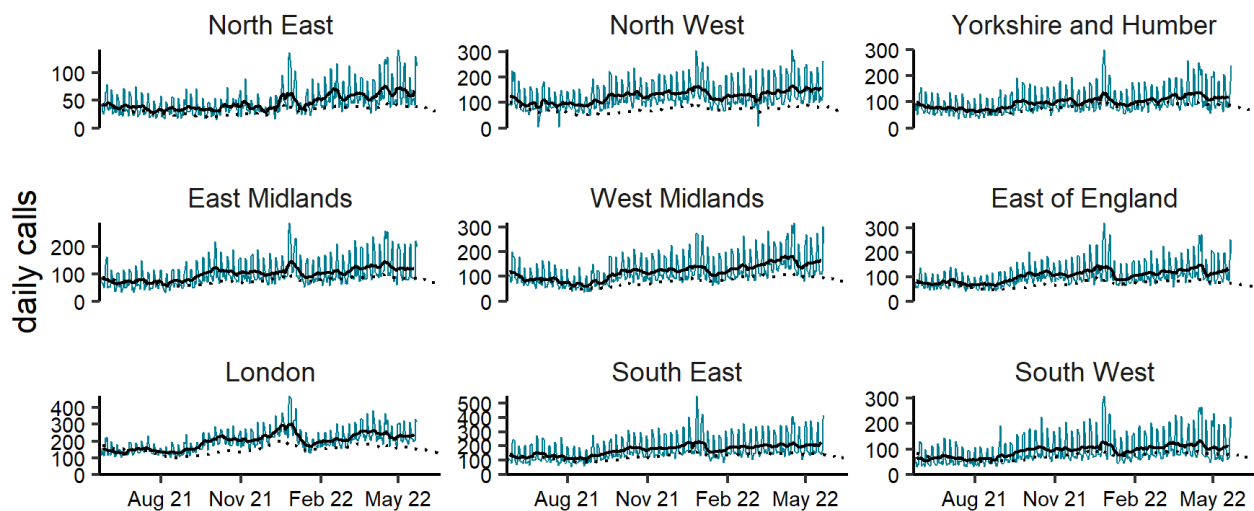 North East
North West
Yorkshire and Humber
100
50
0
300
200
100
0
300
200
100
0
daily calls
East Midlands
West Midlands
East of England
200
100
0
300
200
100
0
300
200
100
0
London
South East
South West
400
300
200
100
0
500
400
300
200
100
0
300
200
100
0
Aug 21 Nov 21 Feb 22 May 22
Aug 21 Nov 21 Feb 22 May 22
Aug 21 Nov 21 Feb 22 May 22